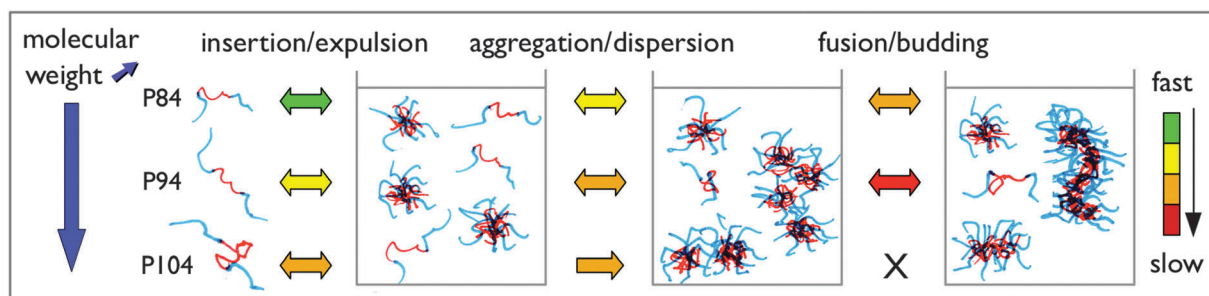 molecular
weight
insertion/expulsion
aggregation/dispersion
fusion/budding
P84
fast
P94
P104
X
slow